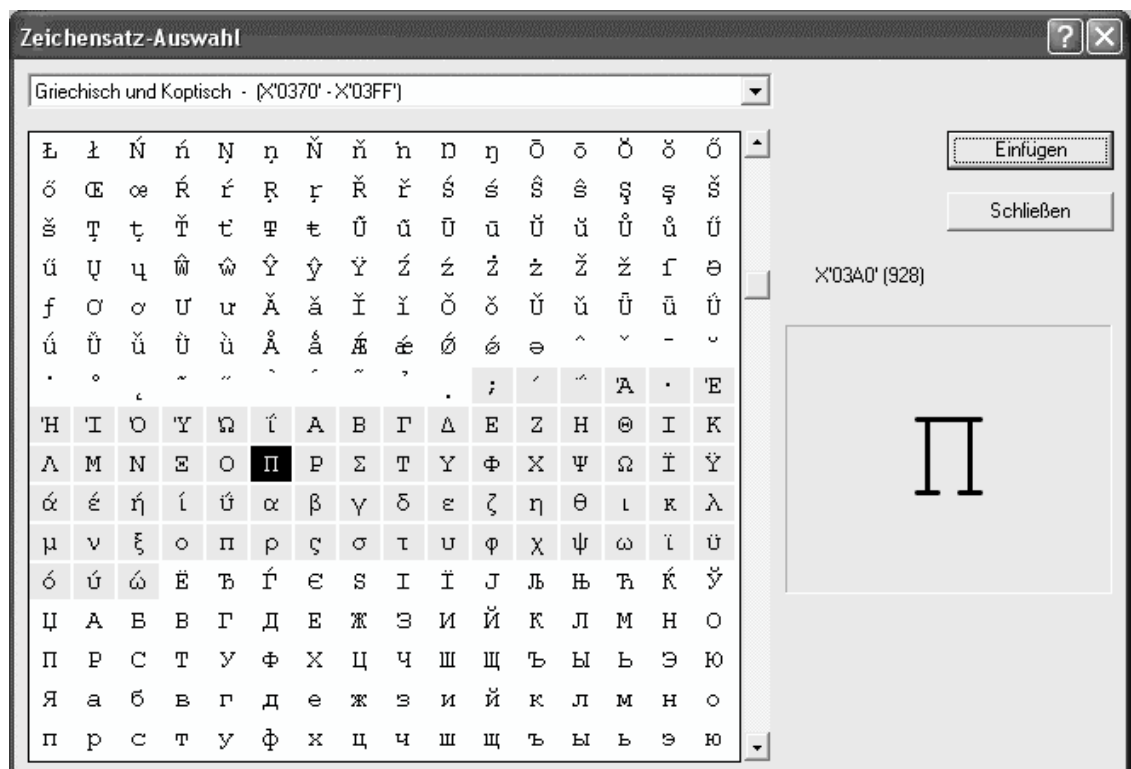 Zeichensatz-Auswahl
Griechisch und Koptisch - (X'0370' - X'03FF')
Einfügen
Schließen
X'03A0' (928)
Π
Ł ł Ń ń Ņ ņ Ň ň ŉ Ŋ ŋ Ō ō Ŏ ŏ Ő
ő Œ œ Ŕ ŕ Ŗ ŗ Ř ř Ś ś Ŝ ŝ Ş ş Š
š Ţ ţ Ť ť Ŧ ŧ Ũ ũ Ū ū Ŭ ŭ Ů ů Ű
ű Ų ų Ŵ ŵ Ŷ ŷ Ÿ Ź ź Ż ż Ž ž ſ Ə
ƒ Ơ ơ Ư ư Ǎ ǎ Ǐ ǐ Ǒ ǒ Ǔ ǔ Ǖ ǖ Ǘ
ǘ Ǚ ǚ Ǜ ǜ Ǻ ǻ Ǽ ǽ Ǿ ǿ ə ˆ ˇ ˉ ˘
˙ ˚ ˛ ˜ ˝ ̀ ́ ̃ ̉ ̣ ; ΄ ΅ Ά · Έ
Ή Ί Ό Ύ Ώ ΐ Α Β Γ Δ Ε Ζ Η Θ Ι Κ
Λ Μ Ν Ξ Ο Π Ρ Σ Τ Υ Φ Χ Ψ Ω Ϊ Ϋ
ά έ ή ί ΰ α β γ δ ε ζ η θ ι κ λ
μ ν ξ ο π ρ ς σ τ υ φ χ ψ ω ϊ ϋ
ό ύ ώ Ё Ђ Ѓ Є Ѕ І Ї Ј Љ Њ Ћ Ќ Ў
Џ А Б В Г Д Е Ж З И Й К Л М Н О
П Р С Т У Ф Х Ц Ч Ш Щ Ъ Ы Ь Э Ю
Я а б в г д е ж з и й к л м н о
п р с т у ф х ц ч ш щ ъ ы ь э ю